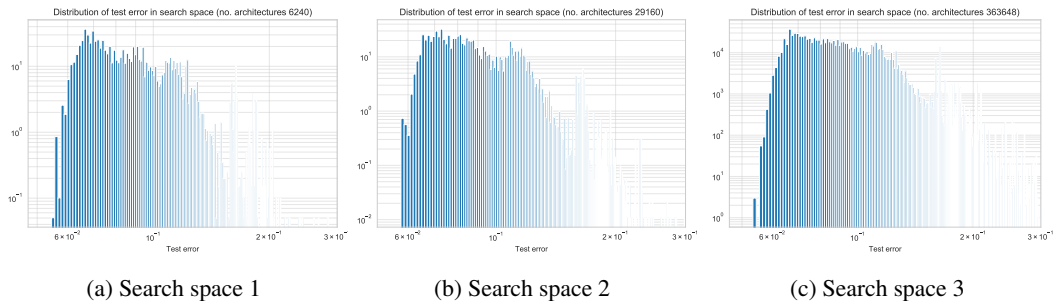 Distribution of test error in search space (no. architectures 6240)
10¹
10⁰
10⁻¹
6 × 10⁻²
10⁻¹
2 × 10⁻¹
3 × 10⁻¹
Test error
(a) Search space 1
Distribution of test error in search space (no. architectures 29160)
10¹
10⁰
10⁻¹
10⁻²
6 × 10⁻²
10⁻¹
2 × 10⁻¹
3 × 10⁻¹
Test error
(b) Search space 2
Distribution of test error in search space (no. architectures 363648)
10⁴
10³
10²
10¹
10⁰
6 × 10⁻²
10⁻¹
2 × 10⁻¹
3 × 10⁻¹
Test error
(c) Search space 3